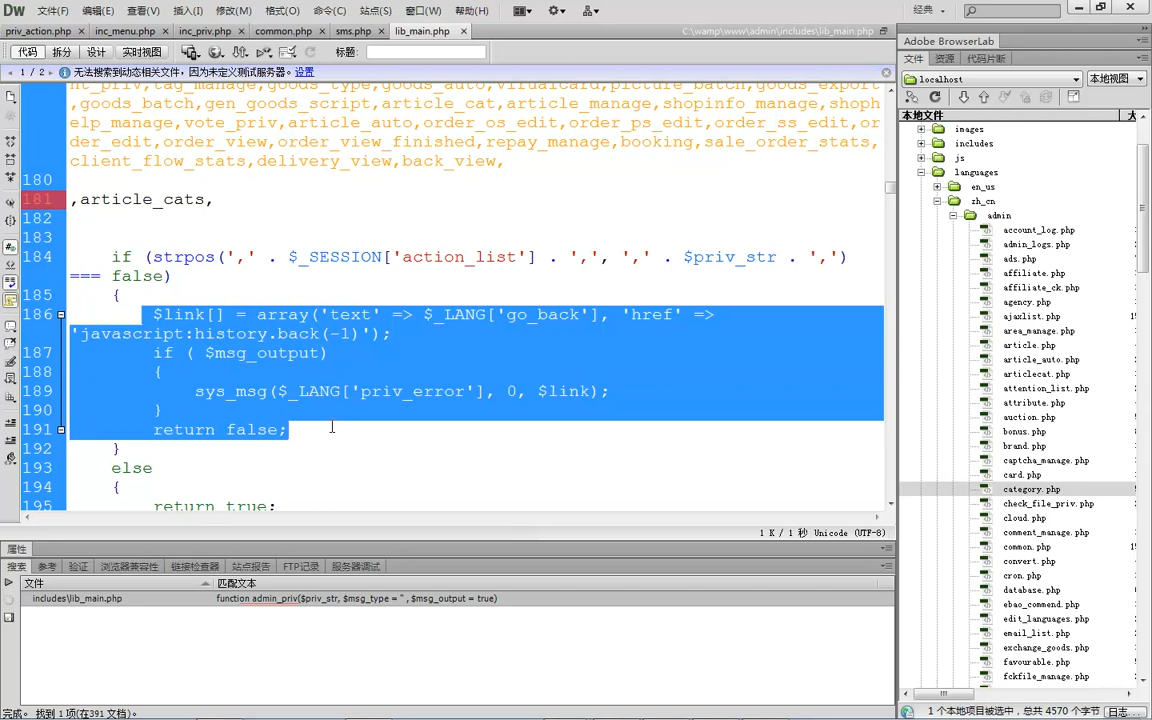 Dw 文件(F) 编辑(E) 查看(V) 插入(I) 修改(M) 格式(O) 命令(C) 站点(S) 窗口(W) 帮助(H) 经典
priv_action.php × inc_menu.php × inc_priv.php × common.php × sms.php × lib_main.php × C:\wamp\www\admin\includes\lib_main.php
代码 拆分 设计 实时视图 标题:
1 / 2 无法搜索到动态相关文件，因为未定义测试服务器。 设置
nt_priv,tag_manage,goods_type,goods_auto,virualcard,picture_batch,goods_export
,goods_batch,gen_goods_script,article_cat,article_manage,shopinfo_manage,shoph
elp_manage,vote_priv,article_auto,order_os_edit,order_ps_edit,order_ss_edit,or
der_edit,order_view,order_view_finished,repay_manage,booking,sale_order_stats,
client_flow_stats,delivery_view,back_view,
180
181 ,article_cats,
182
183
184 if (strpos(',' . $_SESSION['action_list'] . ',', ',' . $priv_str . ',')
=== false)
185 {
186 $link[] = array('text' => $_LANG['go_back'], 'href' =>
'javascript:history.back(-1)');
187 if ( $msg_output)
188 {
189 sys_msg($_LANG['priv_error'], 0, $link);
190 }
191 return false;
192 }
193 else
194 {
195 return true;
1 K / 1 秒 Unicode (UTF-8)
属性
搜索 参考 验证 浏览器兼容性 链接检查器 站点报告 FTP记录 服务器调试
文件 匹配文本
includes\lib_main.php function admin_priv($priv_str, $msg_type = '' , $msg_output = true)
完成。 找到 1 项(在391 文档)。
Adobe BrowserLab
文件 资源 代码片断
localhost 本地视图
本地文件 大
images
includes
js
languages
en_us
zh_cn
admin
account_log.php
admin_logs.php
ads.php
affiliate.php
affiliate_ck.php
agency.php
ajaxlist.php
area_manage.php
article.php
article_auto.php
articlecat.php
attention_list.php
attribute.php
auction.php
bonus.php
brand.php
captcha_manage.php
card.php
category.php
check_file_priv.php
cloud.php
comment_manage.php
common.php
convert.php
cron.php
database.php
ebao_commend.php
edit_languages.php
email_list.php
exchange_goods.php
favourable.php
fckfile_manage.php
1 个本地项目被选中，总共 4570 个字节 日志...